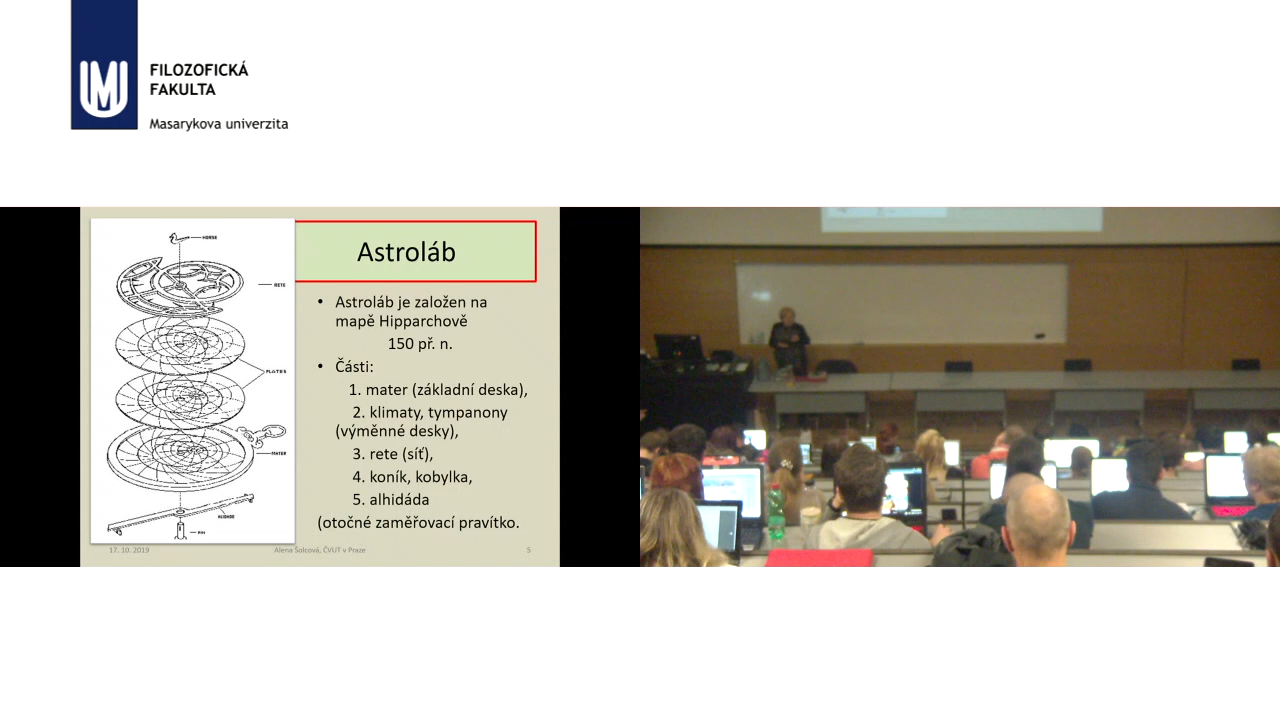 FILOZOFICKÁ
FAKULTA
Masarykova univerzita
HORSE
RETE
PLATES
MATER
ALIDADE
PIN
Astroláb
• Astroláb je založen na
mapě Hipparchově
150 př. n.
• Části:
1. mater (základní deska),
2. klimaty, tympanony
(výměnné desky),
3. rete (síť),
4. koník, kobylka,
5. alhidáda
(otočné zaměřovací pravítko.
17. 10. 2019
Alena Šolcová, ČVUT v Praze
5